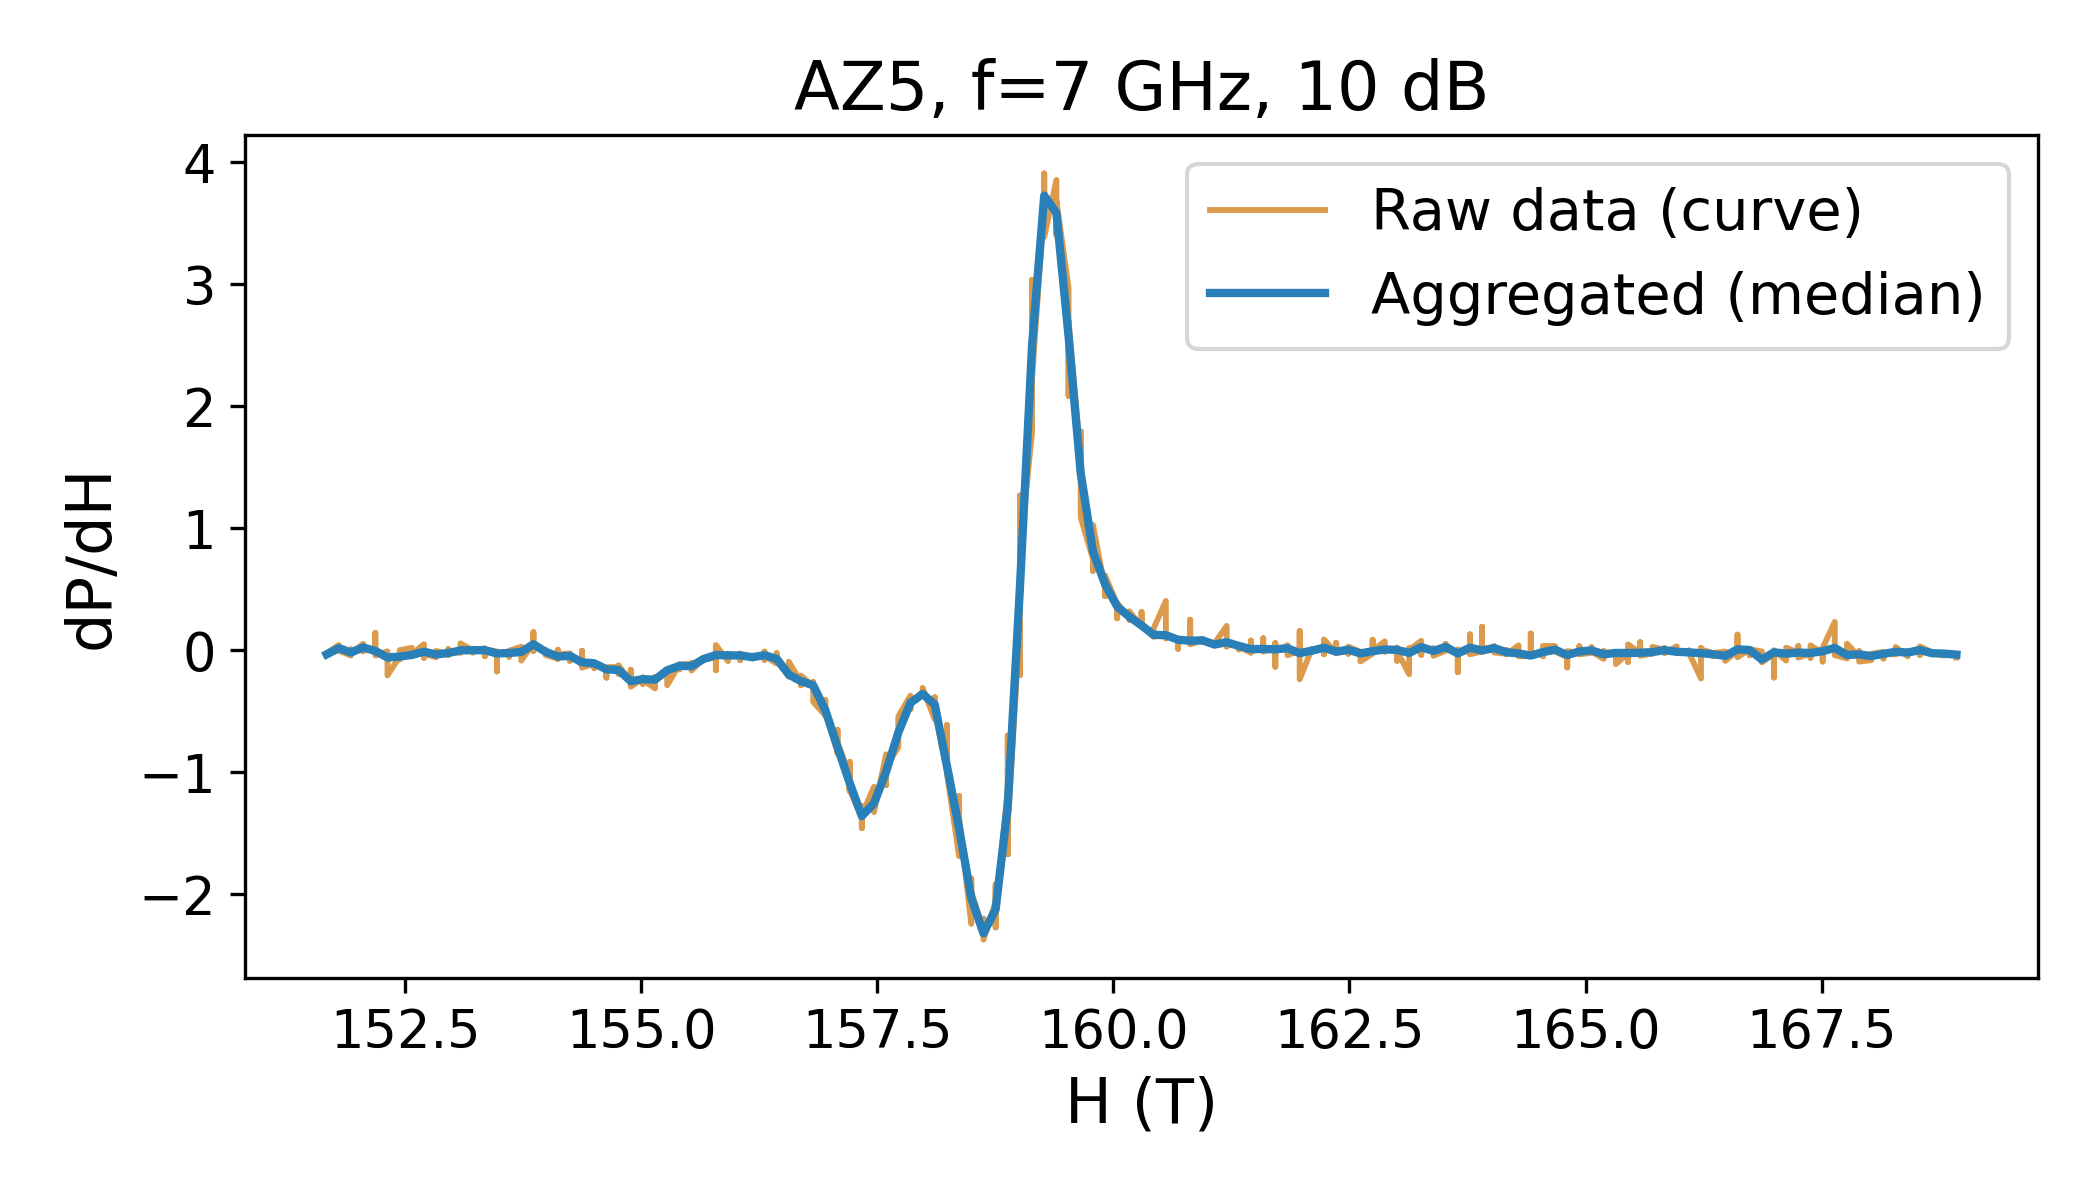 AZ5, f=7 GHz, 10 dB
Raw data (curve)
Aggregated (median)
4
3
2
1
0
−1
−2
dP/dH
152.5 155.0 157.5 160.0 162.5 165.0 167.5
H (T)